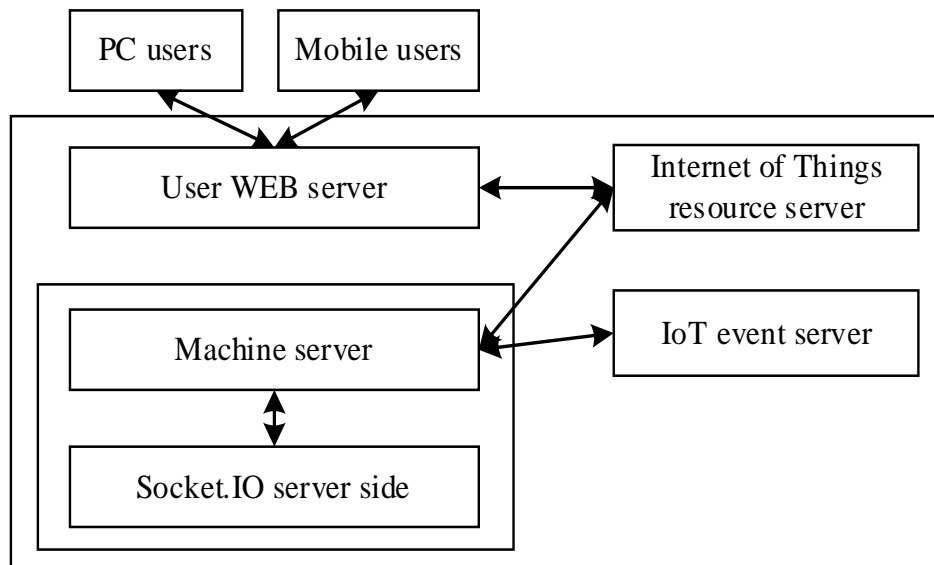 PC users
Mobile users
User WEB server
Internet of Things
resource server
Machine server
IoT event server
Socket.IO server side